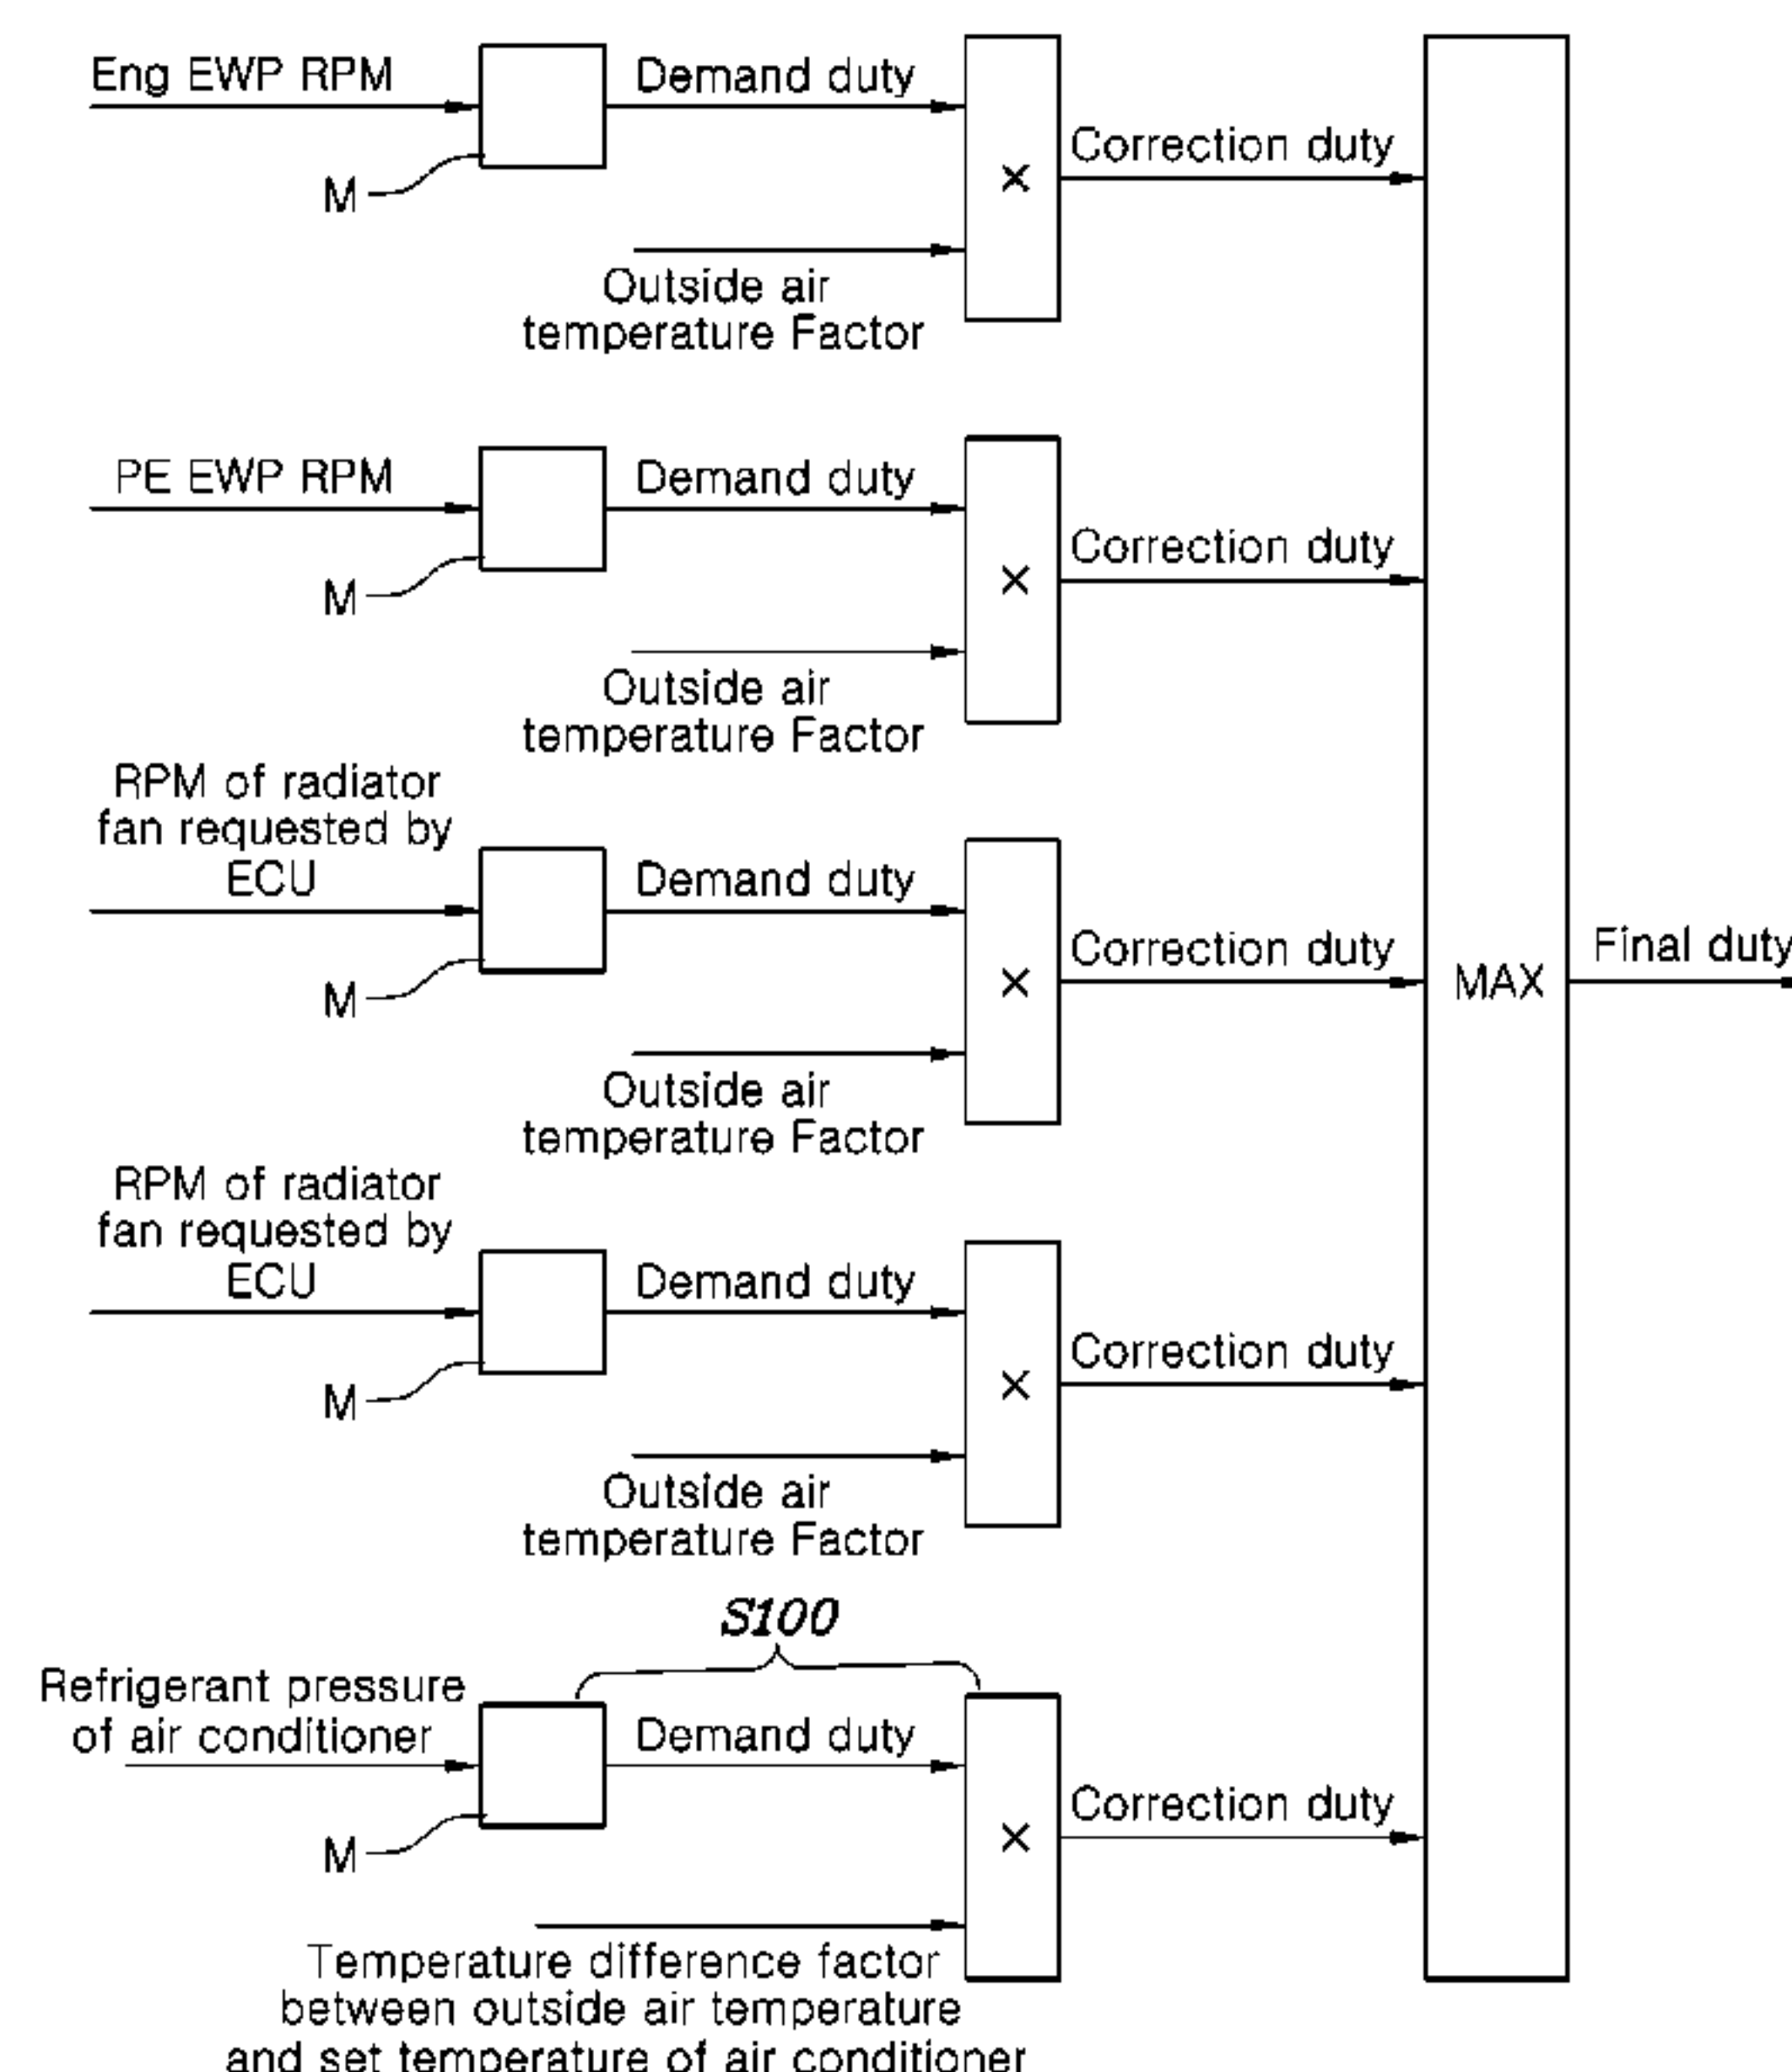 Eng EWP RPM
Demand duty
Correction duty
×
M
Outside air
temperature Factor
PE EWP RPM
Demand duty
Correction duty
×
M
Outside air
temperature Factor
RPM of radiator
fan requested by
ECU
Demand duty
Correction duty
×
MAX
Final duty
M
Outside air
temperature Factor
RPM of radiator
fan requested by
ECU
Demand duty
Correction duty
×
M
Outside air
temperature Factor
S100
Refrigerant pressure
of air conditioner
Demand duty
Correction duty
×
M
Temperature difference factor
between outside air temperature
and set temperature of air conditioner